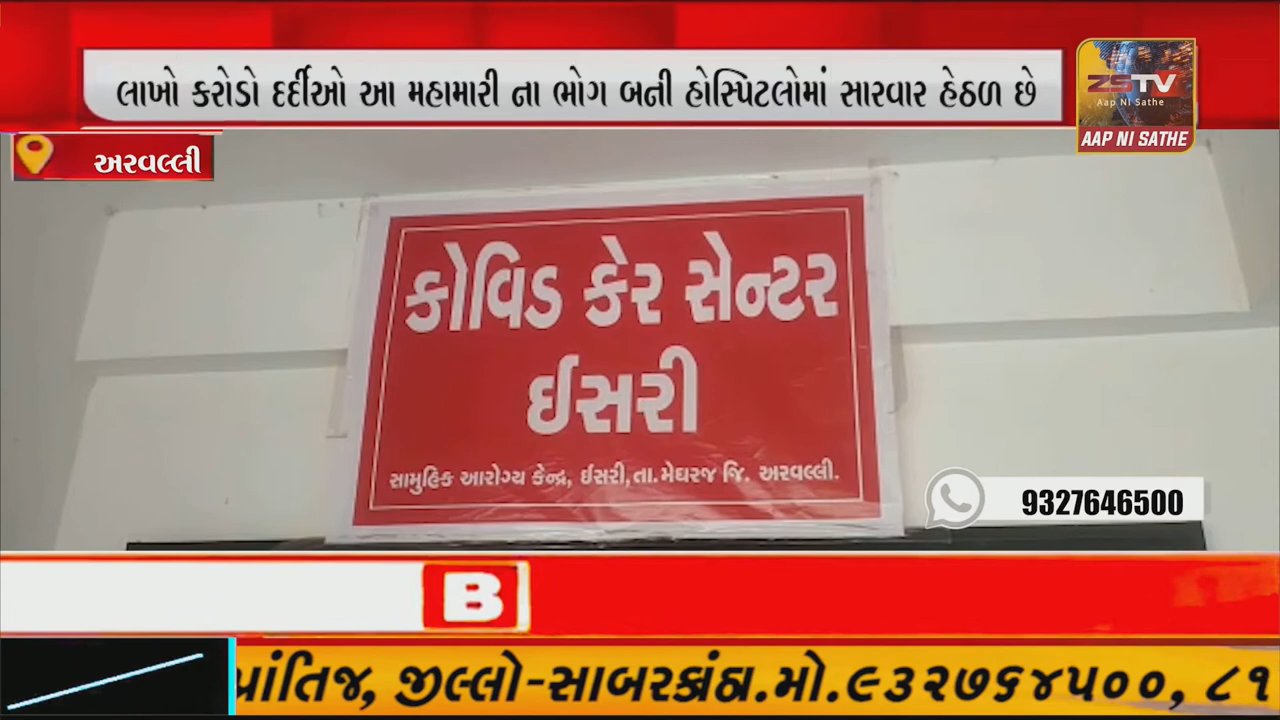 લાખો કરોડો દર્દીઓ આ મહામારી ના ભોગ બની હોસ્પિટલોમાં સારવાર હેઠળ છે
ZSTV
Aap Ni Sathe
AAP NI SATHE
અરવલ્લી
કોવિડ કેર સેન્ટર
ઈસરી
સામુહિક આરોગ્ય કેન્દ્ર, ઈસરી, તા. મેઘરજ જિ. અરવલ્લી.
9327646500
B
પ્રાંતિજ, જીલ્લો-સાબરકાંઠા.મો.૯૩૨૭૬૪૬૫૦૦, ૮૧